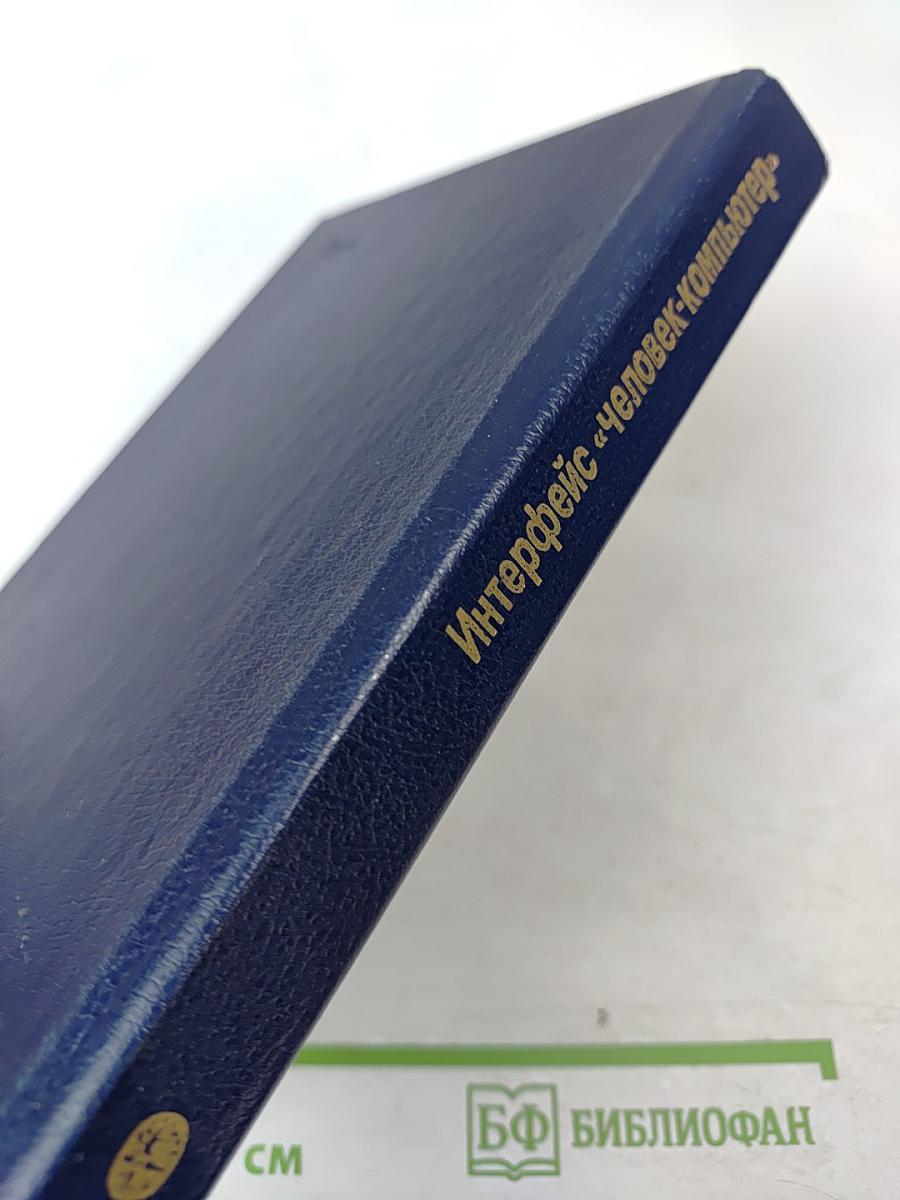 Интерфейс «человек-компьютер»
см
БФ БИБЛИОФАН